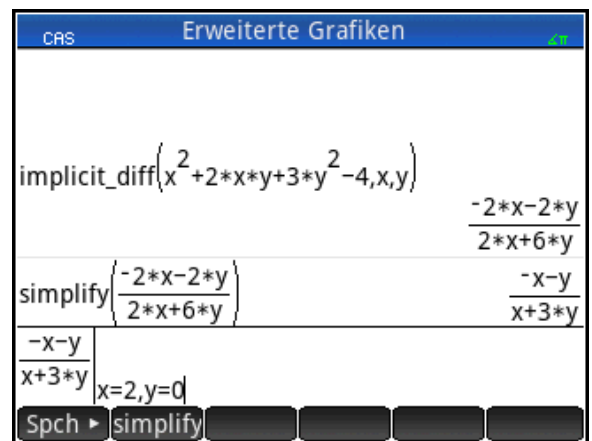 CAS Erweiterte Grafiken ∡π
implicit_diff(x^2+2*x*y+3*y^2−4,x,y)
(-2*x−2*y)/(2*x+6*y)
simplify((-2*x−2*y)/(2*x+6*y))
(-x−y)/(x+3*y)
(−x−y)/(x+3*y)|x=2,y=0
Spch ► simplify